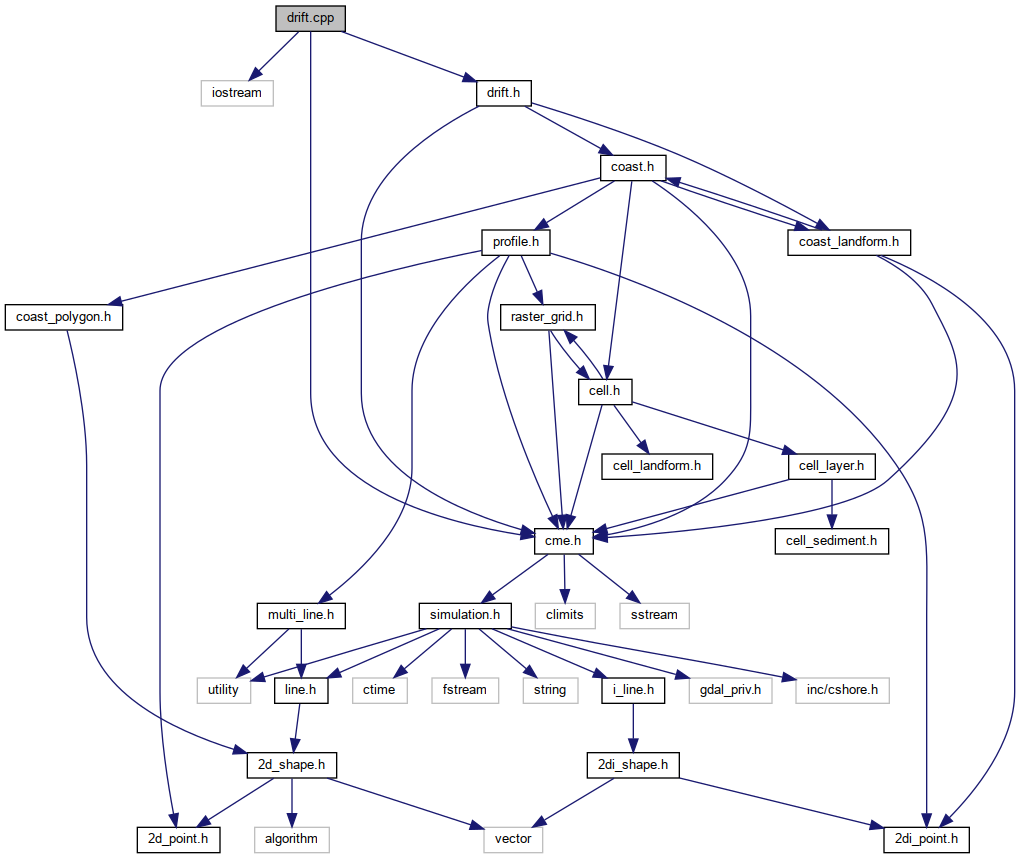 drift.cpp
iostream
drift.h
coast.h
profile.h
coast_landform.h
coast_polygon.h
raster_grid.h
cell.h
cell_landform.h
cell_layer.h
cme.h
cell_sediment.h
multi_line.h
simulation.h
climits
sstream
utility
line.h
ctime
fstream
string
i_line.h
gdal_priv.h
inc/cshore.h
2d_shape.h
2di_shape.h
2d_point.h
algorithm
vector
2di_point.h